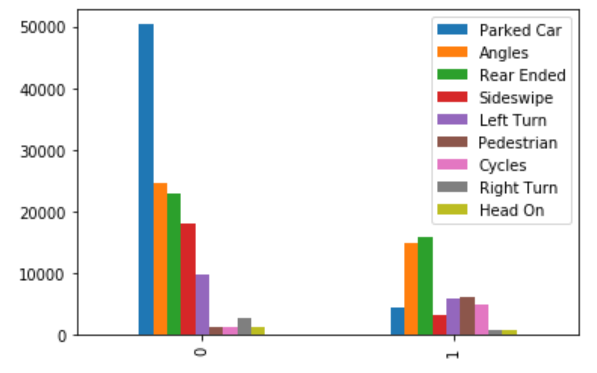 50000
40000
30000
20000
10000
0
Parked Car
Angles
Rear Ended
Sideswipe
Left Turn
Pedestrian
Cycles
Right Turn
Head On
0
1